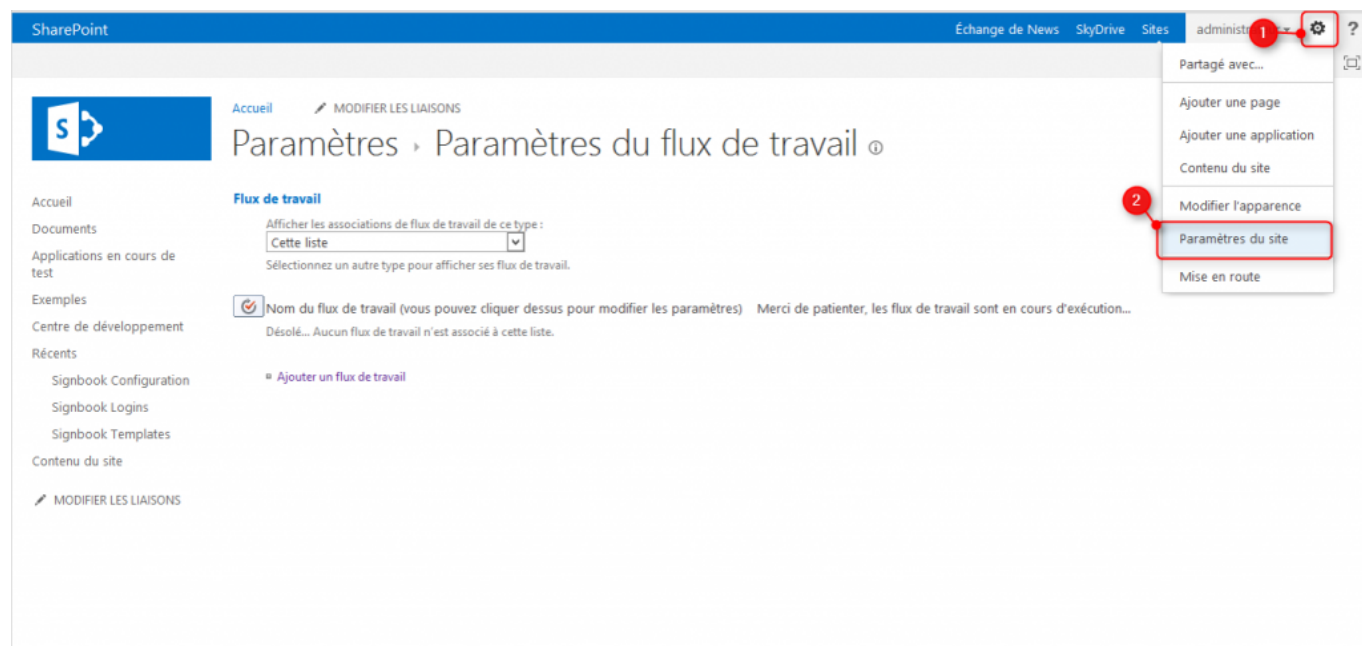 SharePoint
Échange de News SkyDrive Sites
1
?
Partagé avec...
Ajouter une page
Ajouter une application
Contenu du site
2
Modifier l'apparence
Paramètres du site
Mise en route
S
Accueil MODIFIER LES LIAISONS
Paramètres › Paramètres du flux de travail
Accueil
Documents
Applications en cours de
test
Exemples
Centre de développement
Récents
Signbook Configuration
Signbook Logins
Signbook Templates
Contenu du site
MODIFIER LES LIAISONS
Flux de travail
Afficher les associations de flux de travail de ce type :
Cette liste
Sélectionnez un autre type pour afficher ses flux de travail.
Nom du flux de travail (vous pouvez cliquer dessus pour modifier les paramètres) Merci de patienter, les flux de travail sont en cours d'exécution...
Désolé... Aucun flux de travail n'est associé à cette liste.
Ajouter un flux de travail